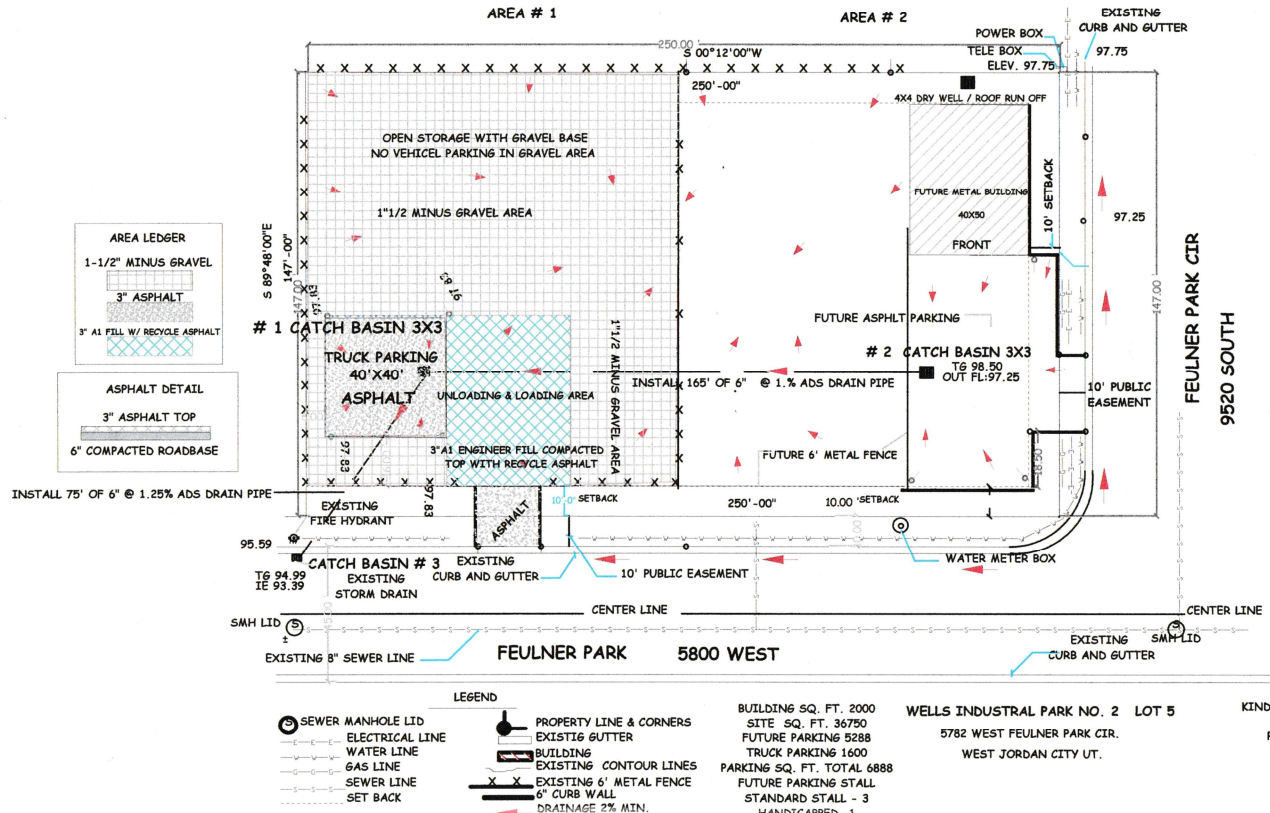 AREA # 1
AREA # 2
EXISTING
CURB AND GUTTER
POWER BOX
TELE BOX
ELEV. 97.75
97.75
250.00 '
S 00°12'00"W
250'-00"
4X4 DRY WELL / ROOF RUN OFF
OPEN STORAGE WITH GRAVEL BASE
NO VEHICEL PARKING IN GRAVEL AREA
1"1/2 MINUS GRAVEL AREA
FUTURE METAL BUILDING
40X50
FRONT
10' SETBACK
97.25
S 89°48'00"E
147'-00"
147.00
147.00
FEULNER PARK CIR
9520 SOUTH
AREA LEDGER
1-1/2" MINUS GRAVEL
3" ASPHALT
3" A1 FILL W/ RECYCLE ASPHALT
ASPHALT DETAIL
3" ASPHALT TOP
6" COMPACTED ROADBASE
97.83
97.83
# 1 CATCH BASIN 3X3
TRUCK PARKING
40'X40'
ASPHALT
UNLOADING & LOADING AREA
1"1/2 MINUS GRAVEL AREA
3"A1 ENGINEER FILL COMPACTED
TOP WITH RECYCLE ASPHALT
INSTALL 165' OF 6" @ 1.% ADS DRAIN PIPE
FUTURE ASPHLT PARKING
# 2 CATCH BASIN 3X3
TG 98.50
OUT FL:97.25
10' PUBLIC
EASEMENT
FUTURE 6' METAL FENCE
18.50
97.83
97.83
INSTALL 75' OF 6" @ 1.25% ADS DRAIN PIPE
10'-0" SETBACK
250'-00"
10.00 'SETBACK
ASPHALT
EXISTING
FIRE HYDRANT
95.59
CATCH BASIN # 3
TG 94.99
IE 93.39
EXISTING
STORM DRAIN
EXISTING
CURB AND GUTTER
10' PUBLIC EASEMENT
WATER METER BOX
CENTER LINE
CENTER LINE
SMH LID
±
SMH LID
EXISTING 8" SEWER LINE
FEULNER PARK 5800 WEST
EXISTING
CURB AND GUTTER
LEGEND
SEWER MANHOLE LID
ELECTRICAL LINE
WATER LINE
GAS LINE
SEWER LINE
SET BACK
PROPERTY LINE & CORNERS
EXISTIG GUTTER
BUILDING
EXISTING CONTOUR LINES
EXISTING 6' METAL FENCE
6" CURB WALL
DRAINAGE 2% MIN.
BUILDING SQ. FT. 2000
SITE SQ. FT. 36750
FUTURE PARKING 5288
TRUCK PARKING 1600
PARKING SQ. FT. TOTAL 6888
FUTURE PARKING STALL
STANDARD STALL - 3
HANDICAPPED 1
WELLS INDUSTRAL PARK NO. 2 LOT 5
5782 WEST FEULNER PARK CIR.
WEST JORDAN CITY UT.
KIND